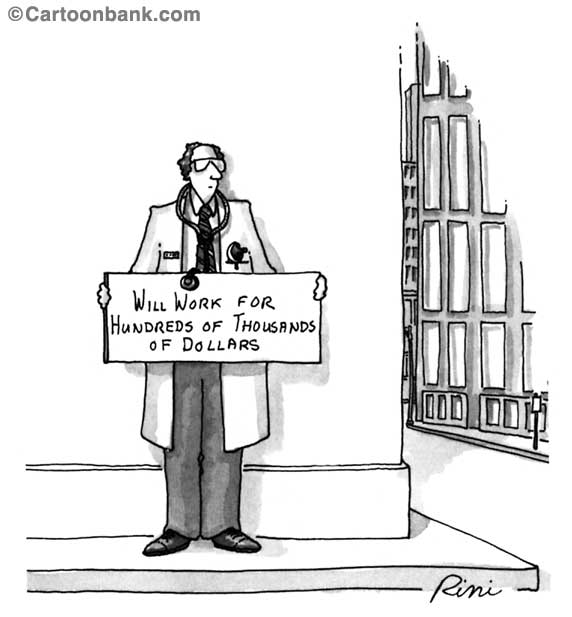 ©Cartoonbank.com
WILL WORK FOR
HUNDREDS OF THOUSANDS
OF DOLLARS
Rini